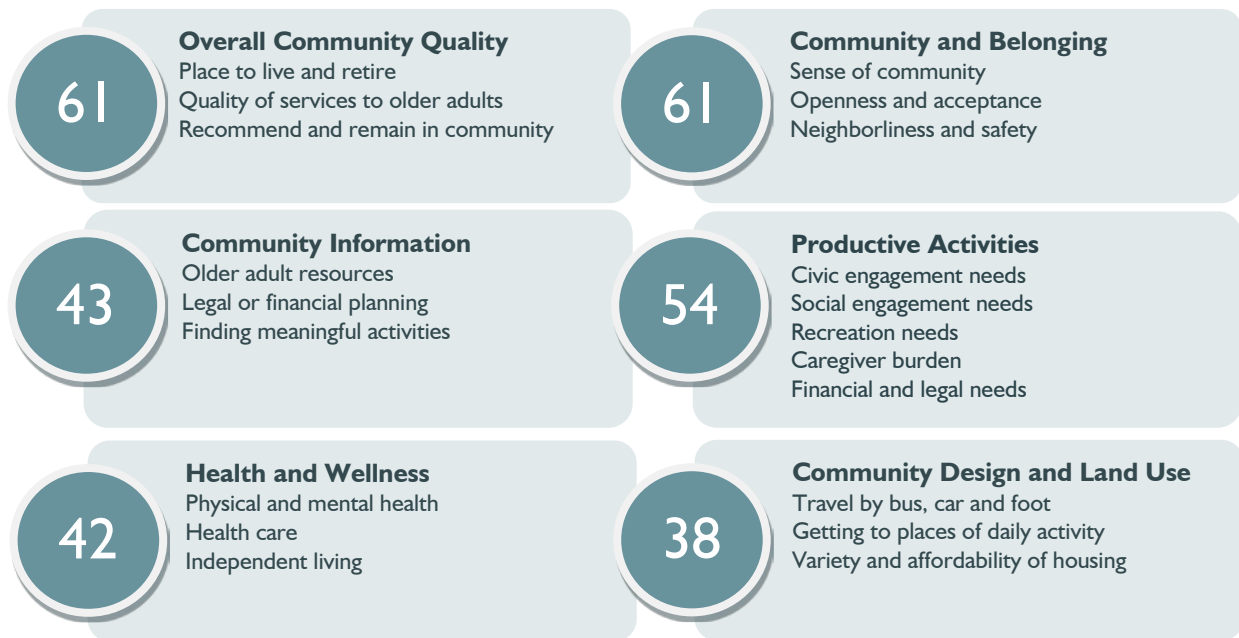 61
Overall Community Quality
Place to live and retire
Quality of services to older adults
Recommend and remain in community
61
Community and Belonging
Sense of community
Openness and acceptance
Neighborliness and safety
43
Community Information
Older adult resources
Legal or financial planning
Finding meaningful activities
54
Productive Activities
Civic engagement needs
Social engagement needs
Recreation needs
Caregiver burden
Financial and legal needs
42
Health and Wellness
Physical and mental health
Health care
Independent living
38
Community Design and Land Use
Travel by bus, car and foot
Getting to places of daily activity
Variety and affordability of housing